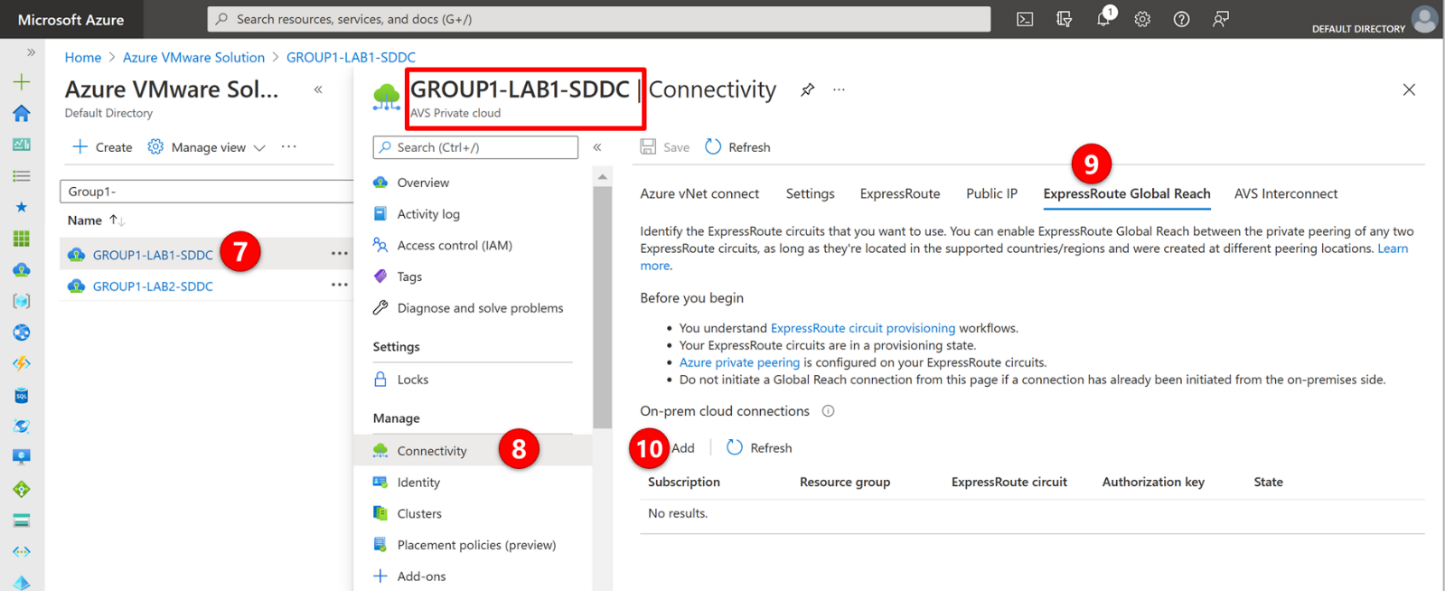 Microsoft Azure
Search resources, services, and docs (G+/)
1
DEFAULT DIRECTORY
Home > Azure VMware Solution > GROUP1-LAB1-SDDC
Azure VMware Sol...
Default Directory
Create
Manage view
Group1-
Name
GROUP1-LAB1-SDDC
7
GROUP1-LAB2-SDDC
GROUP1-LAB1-SDDC | Connectivity
AVS Private cloud
Search (Ctrl+/)
Overview
Activity log
Access control (IAM)
Tags
Diagnose and solve problems
Settings
Locks
Manage
Connectivity
8
Identity
Clusters
Placement policies (preview)
Add-ons
Save
Refresh
9
Azure vNet connect
Settings
ExpressRoute
Public IP
ExpressRoute Global Reach
AVS Interconnect
Identify the ExpressRoute circuits that you want to use. You can enable ExpressRoute Global Reach between the private peering of any two
ExpressRoute circuits, as long as they're located in the supported countries/regions and were created at different peering locations. Learn
more.
Before you begin
• You understand ExpressRoute circuit provisioning workflows.
• Your ExpressRoute circuits are in a provisioning state.
• Azure private peering is configured on your ExpressRoute circuits.
• Do not initiate a Global Reach connection from this page if a connection has already been initiated from the on-premises side.
On-prem cloud connections
10
Add
Refresh
Subscription
Resource group
ExpressRoute circuit
Authorization key
State
No results.